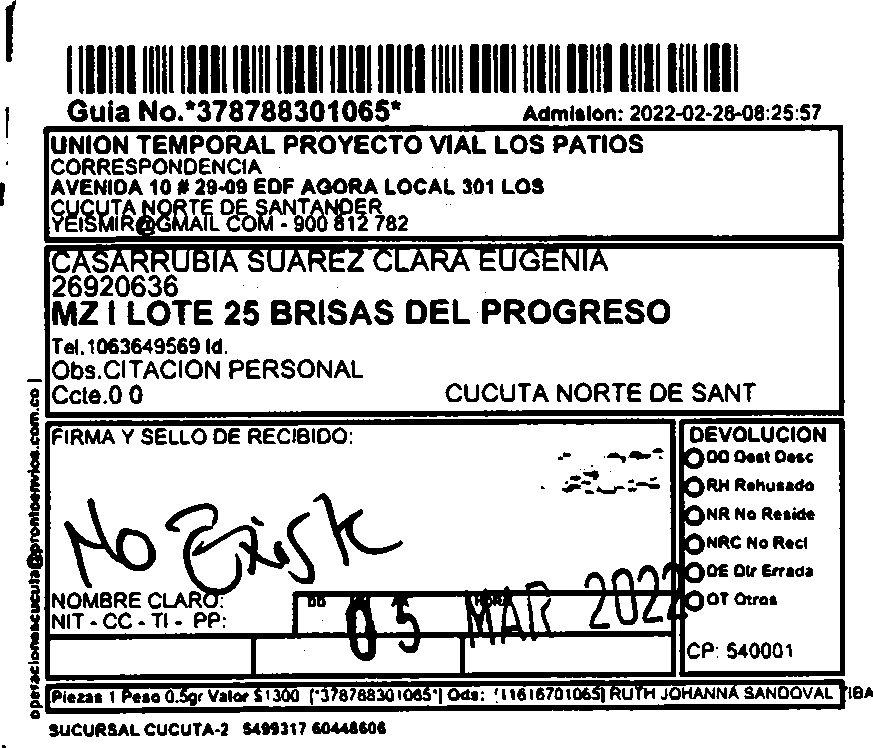 Guia No.*378788301065*
Admision: 2022-02-28-08:25:57
UNION TEMPORAL PROYECTO VIAL LOS PATIOS
CORRESPONDENCIA
AVENIDA 10 # 29-09 EDF AGORA LOCAL 301 LOS
CUCUTA NORTE DE SANTANDER
YEISMIR@GMAIL COM - 900 812 782
CASARRUBIA SUAREZ CLARA EUGENIA
26920636
MZ I LOTE 25 BRISAS DEL PROGRESO
Tel.1063649569 Id.
Obs.CITACION PERSONAL
Ccte.0 0
CUCUTA NORTE DE SANT
operacionescucuta@prontoenvios.com.co |
FIRMA Y SELLO DE RECIBIDO:
No Existe
NOMBRE CLARO:
NIT - CC - TI - PP:
DD
05 MAR 2022
DEVOLUCION
DD Dest Desc
RH Rehusado
NR No Reside
NRC No Recl
DE Dir Errada
OT Otros
CP: 540001
Piezas 1 Peso 0.5gr Valor $1300 [*378788301065*] Ods: [11616701065] RUTH JOHANNA SANDOVAL TIBA
SUCURSAL CUCUTA-2 5499317 60448606